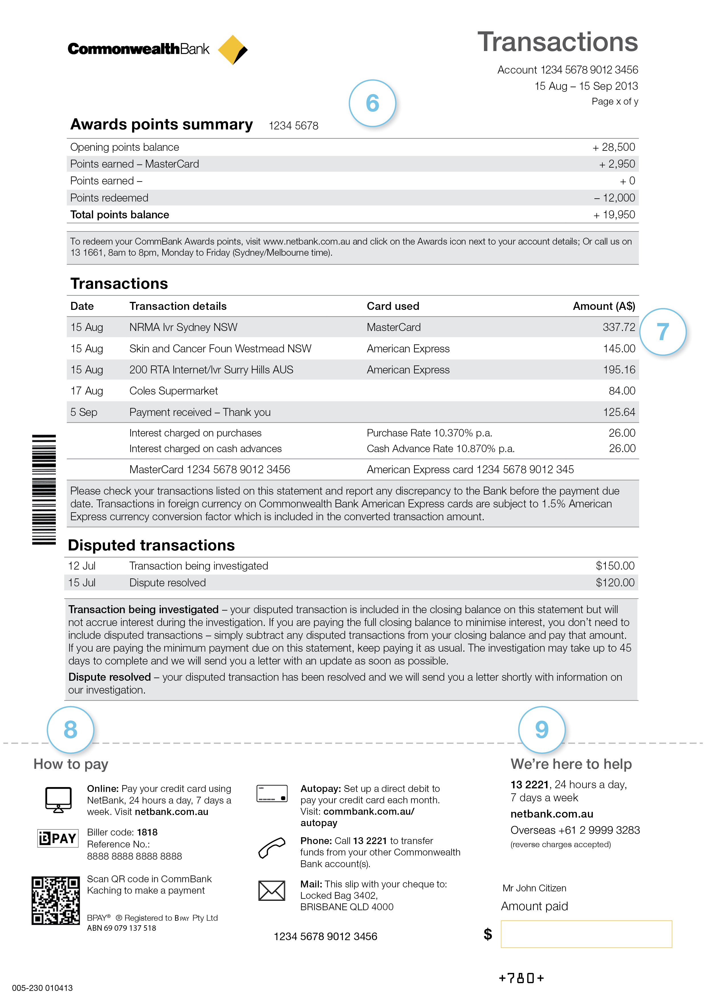 CommonwealthBank
Transactions
Account 1234 5678 9012 3456
15 Aug – 15 Sep 2013
Page x of y
6
Awards points summary 1234 5678
Opening points balance + 28,500
Points earned – MasterCard + 2,950
Points earned – + 0
Points redeemed – 12,000
Total points balance + 19,950
To redeem your CommBank Awards points, visit www.netbank.com.au and click on the Awards icon next to your account details; Or call us on
13 1661, 8am to 8pm, Monday to Friday (Sydney/Melbourne time).
Transactions
Date Transaction details Card used Amount (A$)
7
15 Aug NRMA Ivr Sydney NSW MasterCard 337.72
15 Aug Skin and Cancer Foun Westmead NSW American Express 145.00
15 Aug 200 RTA Internet/Ivr Surry Hills AUS American Express 195.16
17 Aug Coles Supermarket 84.00
5 Sep Payment received – Thank you 125.64
Interest charged on purchases Purchase Rate 10.370% p.a. 26.00
Interest charged on cash advances Cash Advance Rate 10.870% p.a. 26.00
MasterCard 1234 5678 9012 3456 American Express card 1234 5678 9012 345
Please check your transactions listed on this statement and report any discrepancy to the Bank before the payment due
date. Transactions in foreign currency on Commonwealth Bank American Express cards are subject to 1.5% American
Express currency conversion factor which is included in the converted transaction amount.
Disputed transactions
12 Jul Transaction being investigated $150.00
15 Jul Dispute resolved $120.00
Transaction being investigated – your disputed transaction is included in the closing balance on this statement but will
not accrue interest during the investigation. If you are paying the full closing balance to minimise interest, you don't need to
include disputed transactions – simply subtract any disputed transactions from your closing balance and pay that amount.
If you are paying the minimum payment due on this statement, keep paying it as usual. The investigation may take up to 45
days to complete and we will send you a letter with an update as soon as possible.
Dispute resolved – your disputed transaction has been resolved and we will send you a letter shortly with information on
our investigation.
8
How to pay
Online: Pay your credit card using
NetBank, 24 hours a day, 7 days a
week. Visit netbank.com.au
BPAY
Biller code: 1818
Reference No.:
8888 8888 8888 8888
Scan QR code in CommBank
Kaching to make a payment
BPAY® ® Registered to BPAY Pty Ltd
ABN 69 079 137 518
CARD
0000 0000 0000 0000
Autopay: Set up a direct debit to
pay your credit card each month.
Visit: commbank.com.au/
autopay
Phone: Call 13 2221 to transfer
funds from your other Commonwealth
Bank account(s).
Mail: This slip with your cheque to:
Locked Bag 3402,
BRISBANE QLD 4000
1234 5678 9012 3456
9
We're here to help
13 2221, 24 hours a day,
7 days a week
netbank.com.au
Overseas +61 2 9999 3283
(reverse charges accepted)
Mr John Citizen
Amount paid
$
+780+
005-230 010413